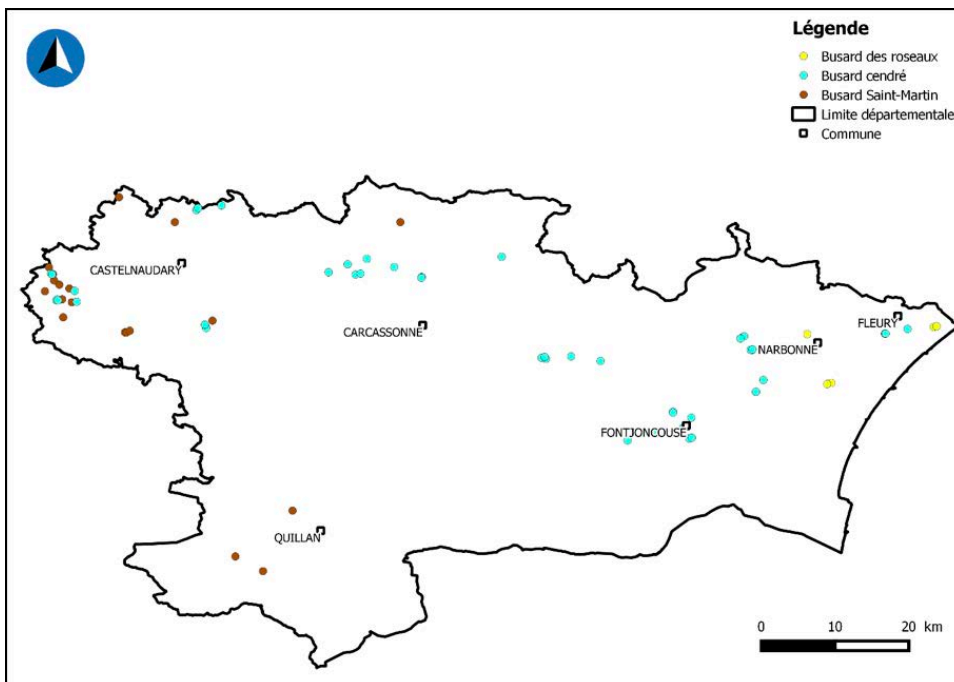 Légende
Busard des roseaux
Busard cendré
Busard Saint-Martin
Limite départementale
Commune
CASTELNAUDARY
CARCASSONNE
FLEURY
NARBONNE
FONTJONCOUSE
QUILLAN
0 10 20 km